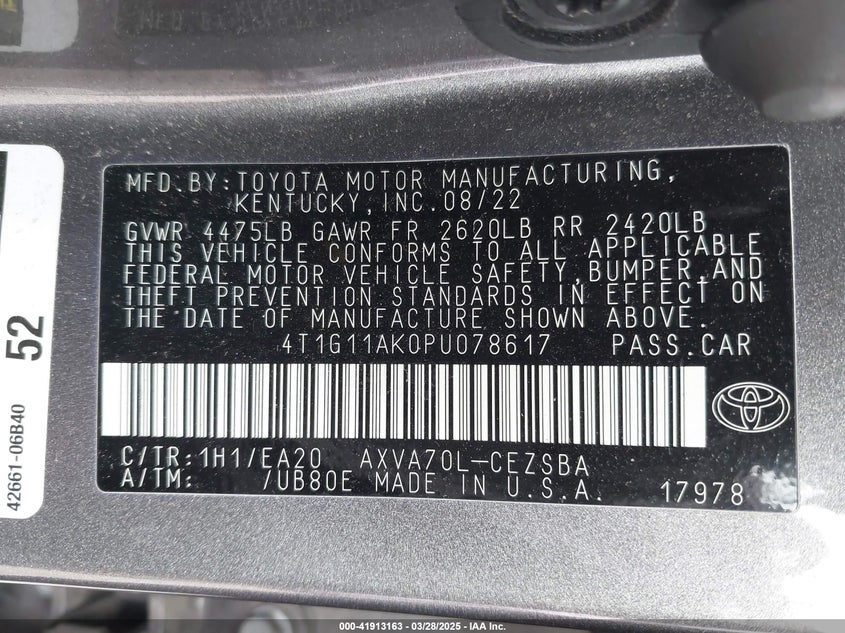 MFD.BY:TOYOTA MOTOR MANUFACTURING,
KENTUCKY,INC.08/22
GVWR 4475LB GAWR FR 2620LB RR 2420LB
THIS VEHICLE CONFORMS TO ALL APPLICABLE
FEDERAL MOTOR VEHICLE SAFETY,BUMPER,AND
THEFT PREVENTION STANDARDS IN EFFECT ON
THE DATE OF MANUFACTURE SHOWN ABOVE.
4T1G11AK0PU078617 PASS.CAR
C/TR:1H1/EA20 AXVA70L-CEZSBA
A/TM: /UB80E MADE IN U.S.A. 17978
52
42661-06B40
000-41913163 — 03/28/2025 — IAA Inc.